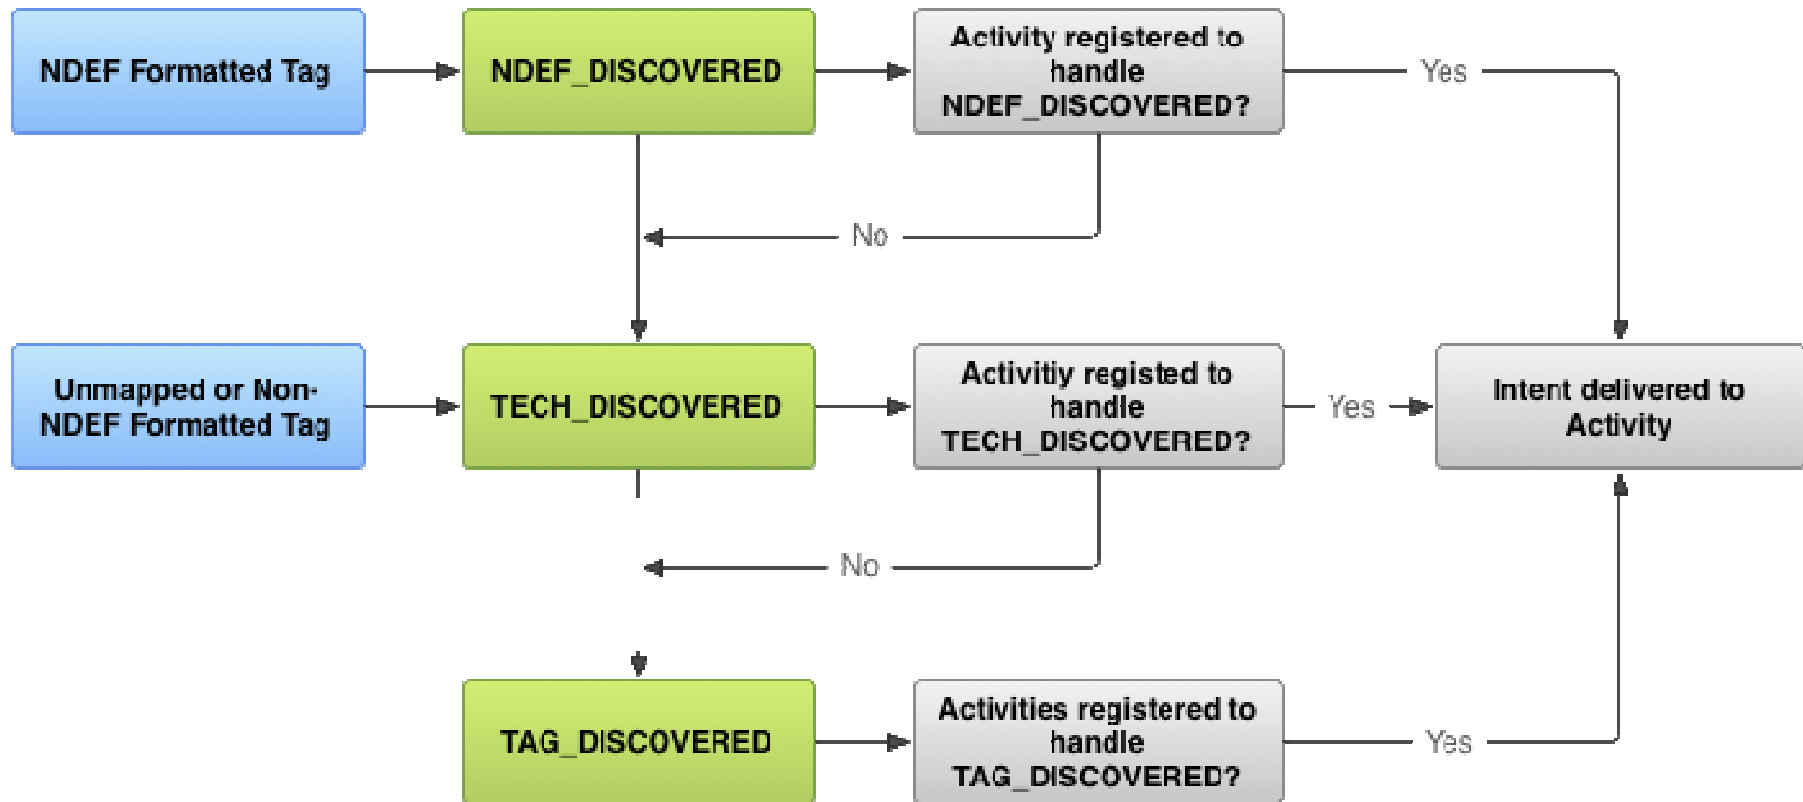 NDEF Formatted Tag
NDEF_DISCOVERED
Activity registered to
handle
NDEF_DISCOVERED?
Yes
No
Unmapped or Non-
NDEF Formatted Tag
TECH_DISCOVERED
Activitiy registed to
handle
TECH_DISCOVERED?
Yes
Intent delivered to
Activity
No
TAG_DISCOVERED
Activities registered to
handle
TAG_DISCOVERED?
Yes